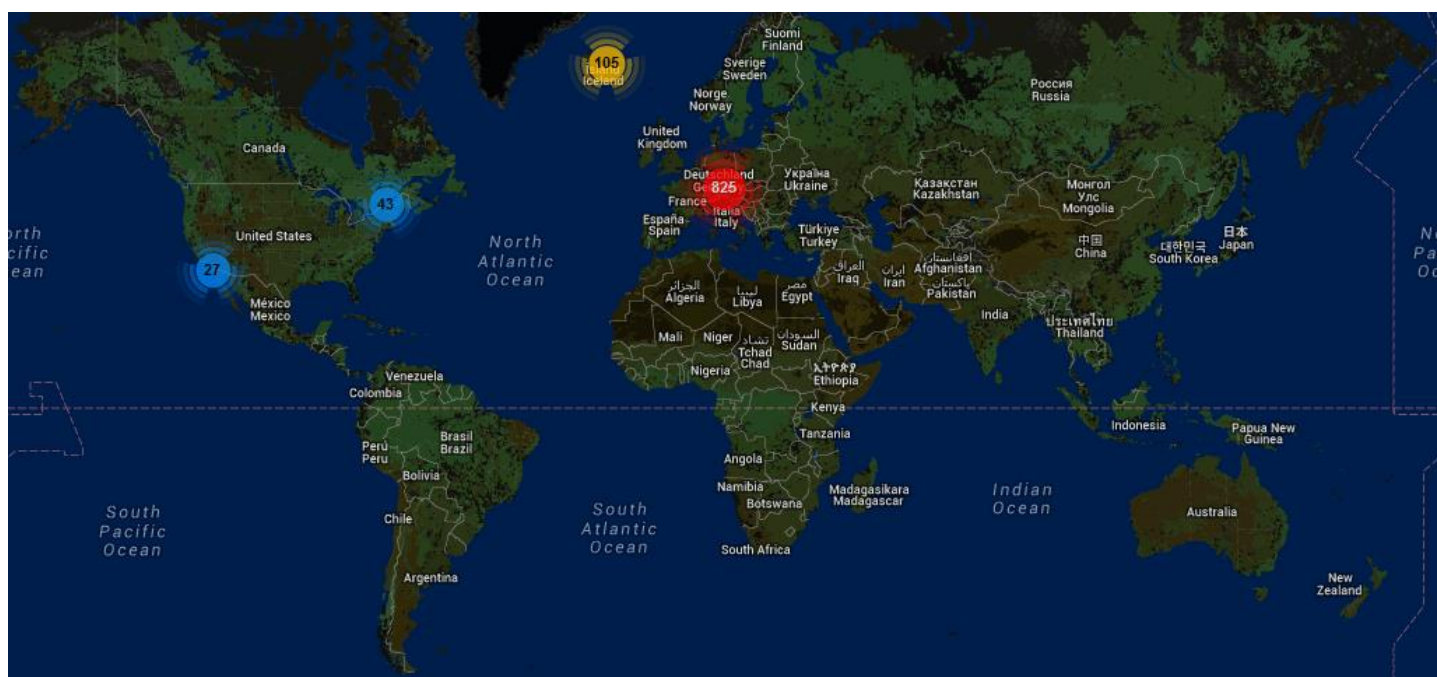 Suomi
Finland
105
Ísland
Iceland
Sverige
Sweden
Россия
Russia
Norge
Norway
United
Kingdom
Canada
Deutschland
825
Україна
Ukraine
France
Italia
Italy
Қазақстан
Kazakhstan
Монгол
Улс
Mongolia
43
España
Spain
Türkiye
Turkey
United States
North
Atlantic
Ocean
中国
China
대한민국
South Korea
日本
Japan
27
العراق
Iraq
ایران
Iran
افغانستان
Afghanistan
پاکستان
Pakistan
México
Mexico
الجزائر
Algeria
ليبيا
Libya
مصر
Egypt
India
ประเทศไทย
Thailand
Mali
Niger
تشاد
Tchad
Chad
السودان
Sudan
Nigeria
ኢትዮጵያ
Ethiopia
Venezuela
Colombia
Kenya
Perú
Peru
Brasil
Brazil
Tanzania
Indonesia
Papua New
Guinea
Bolivia
Angola
Namibia
Botswana
Madagasikara
Madagascar
Indian
Ocean
Australia
South
Pacific
Ocean
Chile
South
Atlantic
Ocean
South Africa
Argentina
New
Zealand